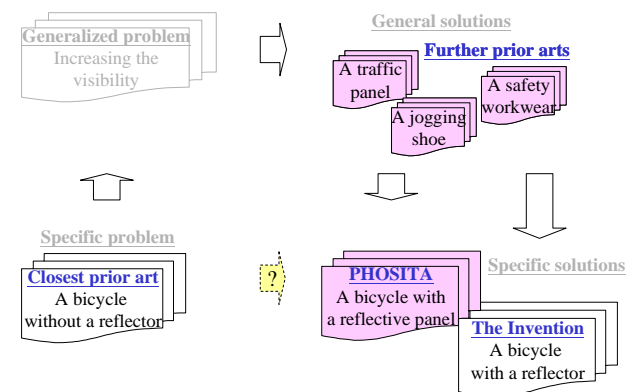 General solutions
Generalized problem
Increasing the
visibility
Further prior arts
A traffic
panel
A safety
workwear
A jogging
shoe
Specific problem
Closest prior art
A bicycle
without a reflector
?
PHOSITA
A bicycle with
a reflective panel
Specific solutions
The Invention
A bicycle
with a reflector